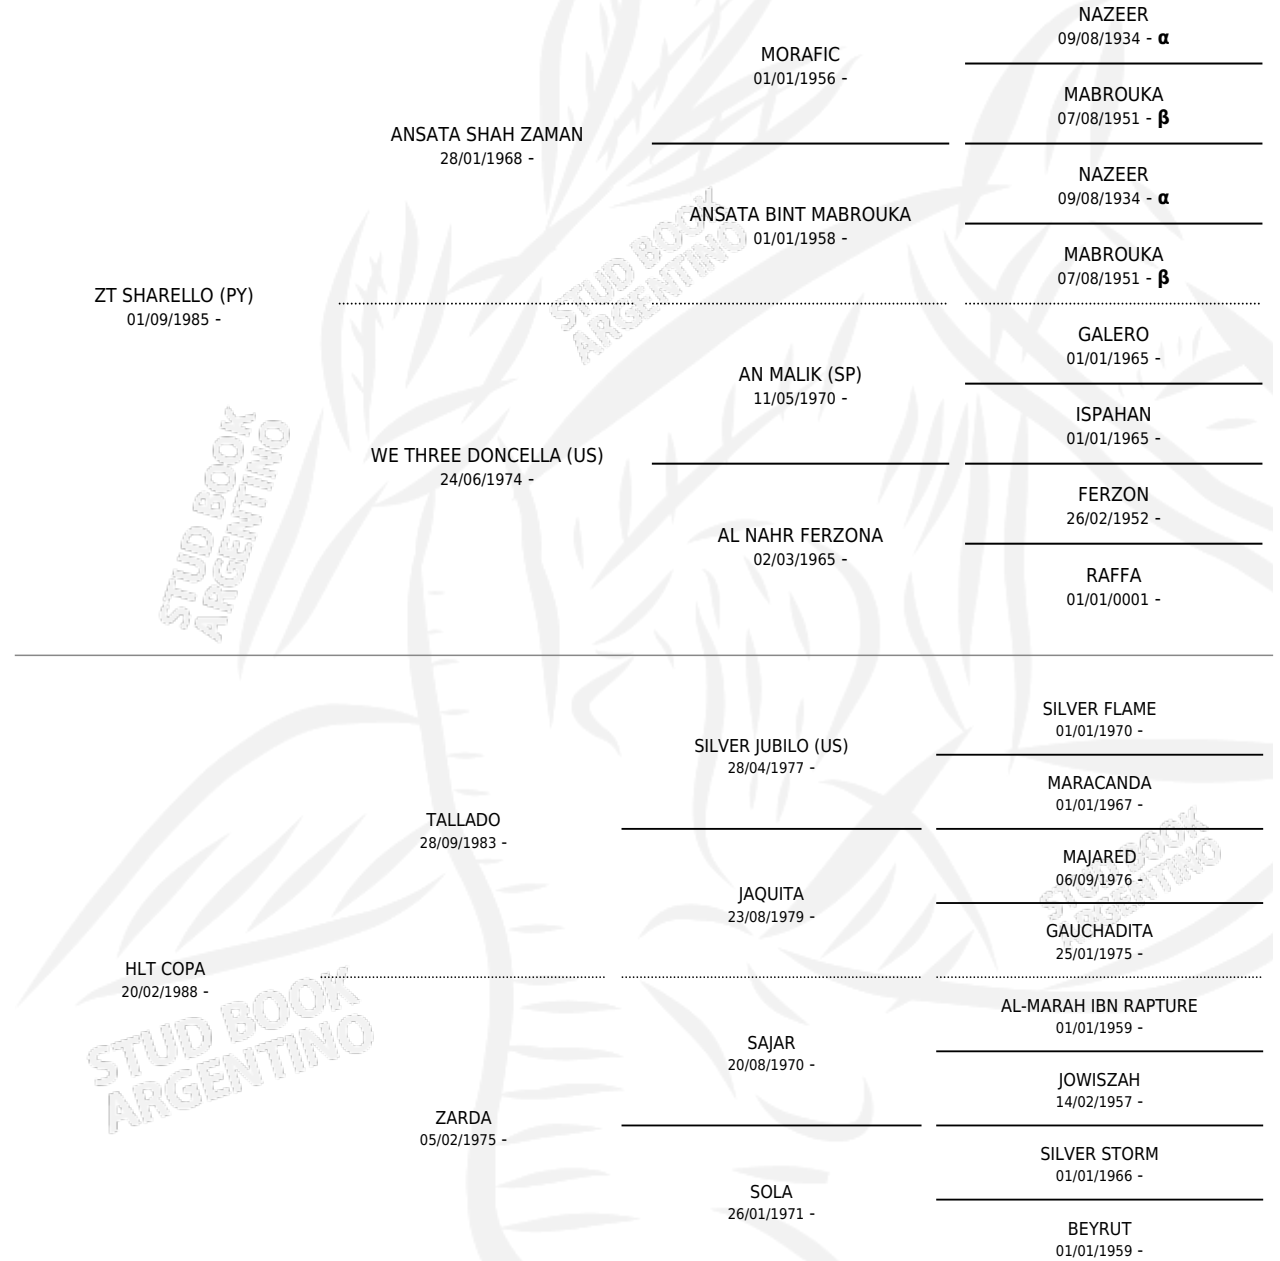 NAZEER
09/08/1934 - α
MORAFIC
01/01/1956 -
MABROUKA
07/08/1951 - β
ANSATA SHAH ZAMAN
28/01/1968 -
NAZEER
09/08/1934 - α
ANSATA BINT MABROUKA
01/01/1958 -
MABROUKA
07/08/1951 - β
ZT SHARELLO (PY)
01/09/1985 -
GALERO
01/01/1965 -
AN MALIK (SP)
11/05/1970 -
ISPAHAN
01/01/1965 -
WE THREE DONCELLA (US)
24/06/1974 -
FERZON
26/02/1952 -
AL NAHR FERZONA
02/03/1965 -
RAFFA
01/01/0001 -
SILVER FLAME
01/01/1970 -
SILVER JUBILO (US)
28/04/1977 -
MARACANDA
01/01/1967 -
TALLADO
28/09/1983 -
MAJARED
06/09/1976 -
JAQUITA
23/08/1979 -
GAUCHADITA
25/01/1975 -
HLT COPA
20/02/1988 -
AL-MARAH IBN RAPTURE
01/01/1959 -
SAJAR
20/08/1970 -
JOWISZAH
14/02/1957 -
ZARDA
05/02/1975 -
SILVER STORM
01/01/1966 -
SOLA
26/01/1971 -
BEYRUT
01/01/1959 -
STUD BOOK
ARGENTINO
STUD BOOK
ARGENTINO
STUD BOOK
ARGENTINO
STUD BOOK
ARGENTINO